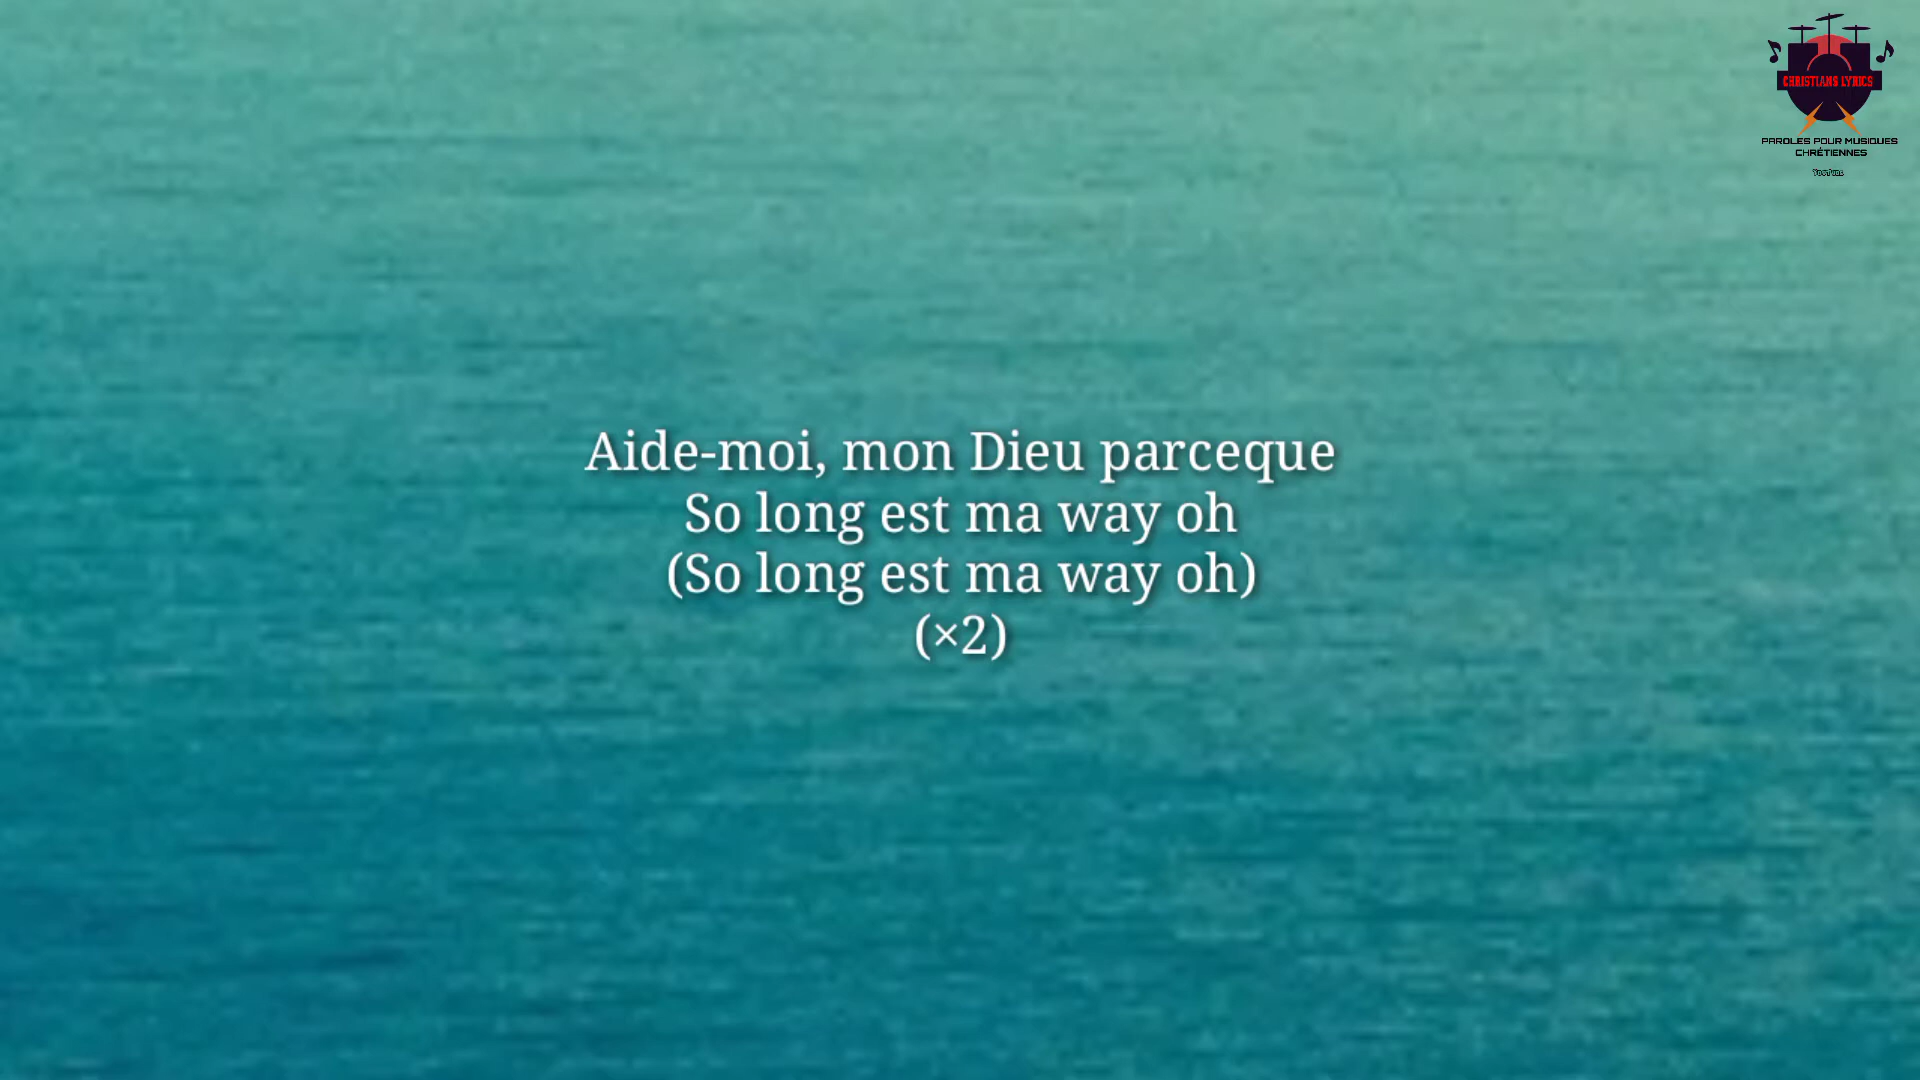 CHRISTIANS LYRICS
PAROLES POUR MUSIQUES
CHRÉTIENNES
YouTube
Aide-moi, mon Dieu parceque
So long est ma way oh
(So long est ma way oh)
(×2)